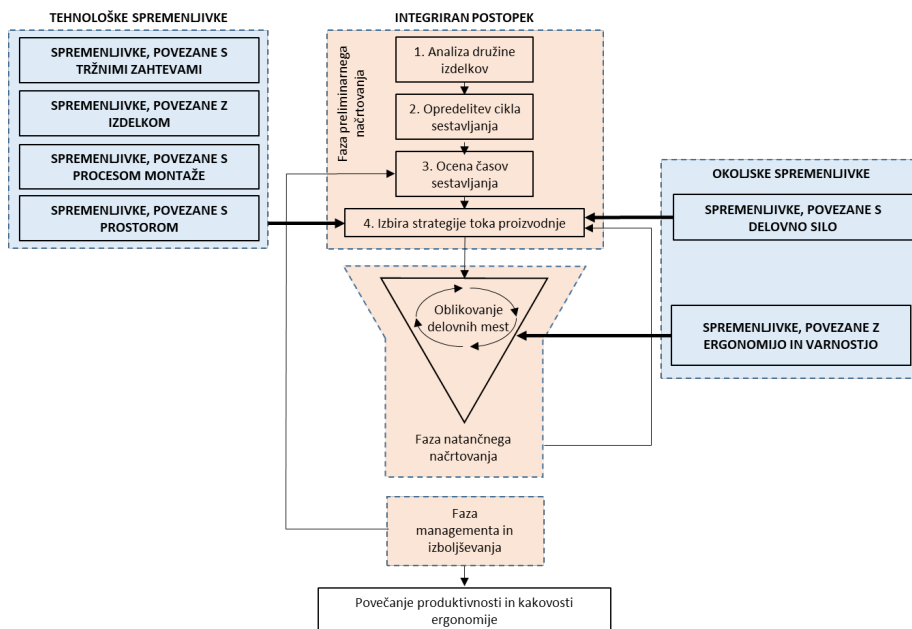 TEHNOLOŠKE SPREMENLJIVKE
SPREMENLJIVKE, POVEZANE S
TRŽNIMI ZAHTEVAMI
SPREMENLJIVKE, POVEZANE Z
IZDELKOM
SPREMENLJIVKE, POVEZANE S
PROCESOM MONTAŽE
SPREMENLJIVKE, POVEZANE S
PROSTOROM
INTEGRIRAN POSTOPEK
Faza preliminarnega
načrtovanja
1. Analiza družine
izdelkov
2. Opredelitev cikla
sestavljanja
3. Ocena časov
sestavljanja
4. Izbira strategije toka proizvodnje
Oblikovanje
delovnih mest
Faza natančnega
načrtovanja
Faza
managementa in
izboljševanja
Povečanje produktivnosti in kakovosti
ergonomije
OKOLJSKE SPREMENLJIVKE
SPREMENLJIVKE, POVEZANE S
DELOVNO SILO
SPREMENLJIVKE, POVEZANE Z
ERGONOMIJO IN VARNOSTJO